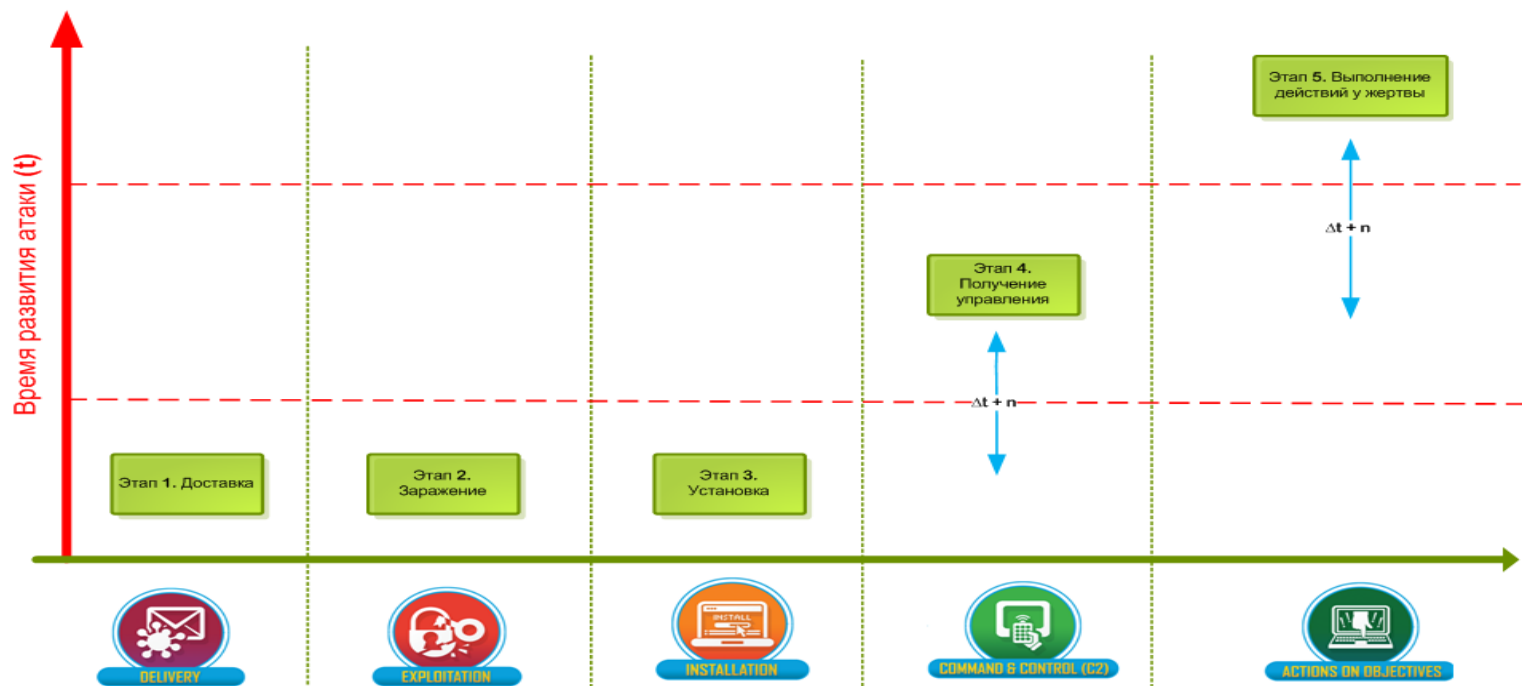 Время развития атаки (t)
Этап 5. Выполнение
действий у жертвы
Δt + n
Этап 4.
Получение
управления
Δt + n
Этап 1. Доставка
Этап 2.
Заражение
Этап 3.
Установка
INSTALL
DELIVERY
EXPLOITATION
INSTALLATION
COMMAND & CONTROL (C2)
ACTIONS ON OBJECTIVES